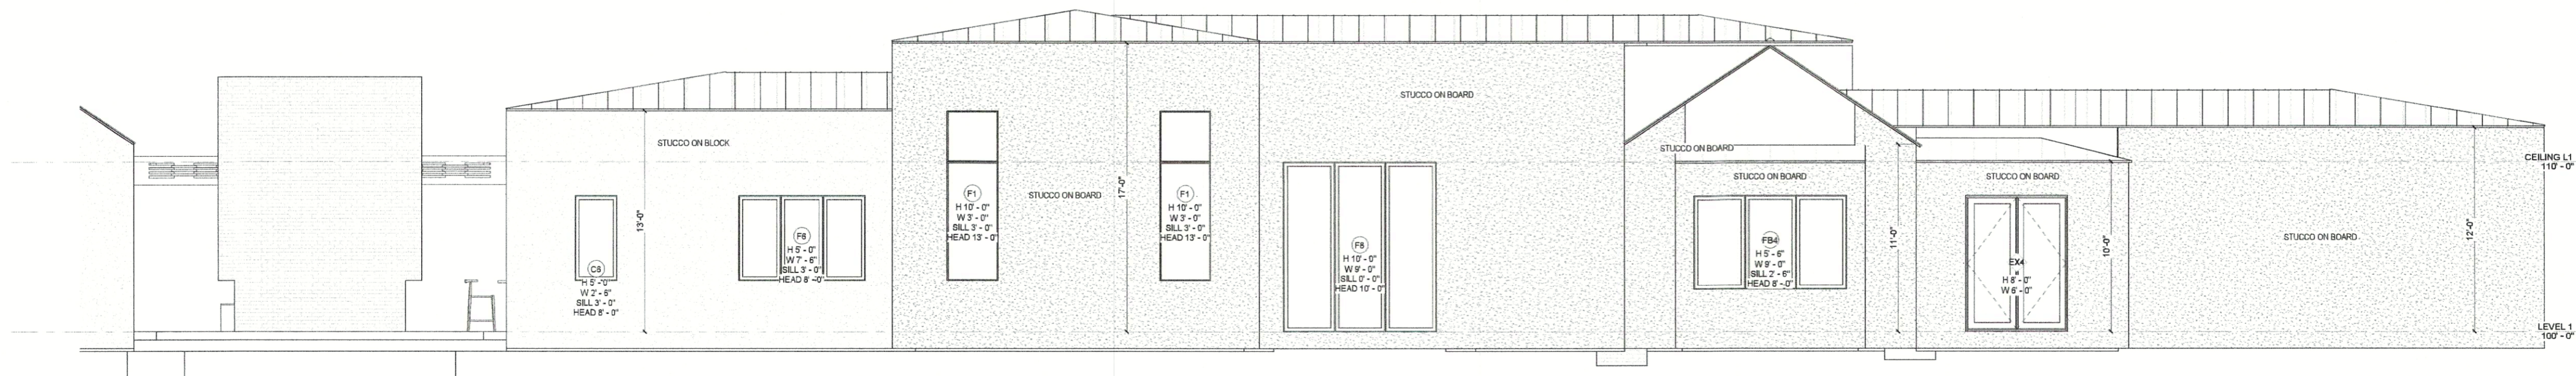 STUCCO ON BLOCK
13'-0"
C6
H 5' - 0"
W 2' - 6"
SILL 3' - 0"
HEAD 8' - 0"
F6
H 5' - 0"
W 7' - 6"
SILL 3' - 0"
HEAD 8' - 0"
F1
H 10' - 0"
W 3' - 0"
SILL 3' - 0"
HEAD 13' - 0"
STUCCO ON BOARD
17'-0"
F1
H 10' - 0"
W 3' - 0"
SILL 3' - 0"
HEAD 13' - 0"
STUCCO ON BOARD
F8
H 10' - 0"
W 9' - 0"
SILL 0' - 0"
HEAD 10' - 0"
STUCCO ON BOARD
STUCCO ON BOARD
FB4
H 5' - 6"
W 9' - 0"
SILL 2' - 6"
HEAD 8' - 0"
11'-0"
STUCCO ON BOARD
EX4
H 8' - 0"
W 6' - 0"
10'-0"
STUCCO ON BOARD
12'-0"
CEILING L1
110' - 0"
LEVEL 1
100' - 0"